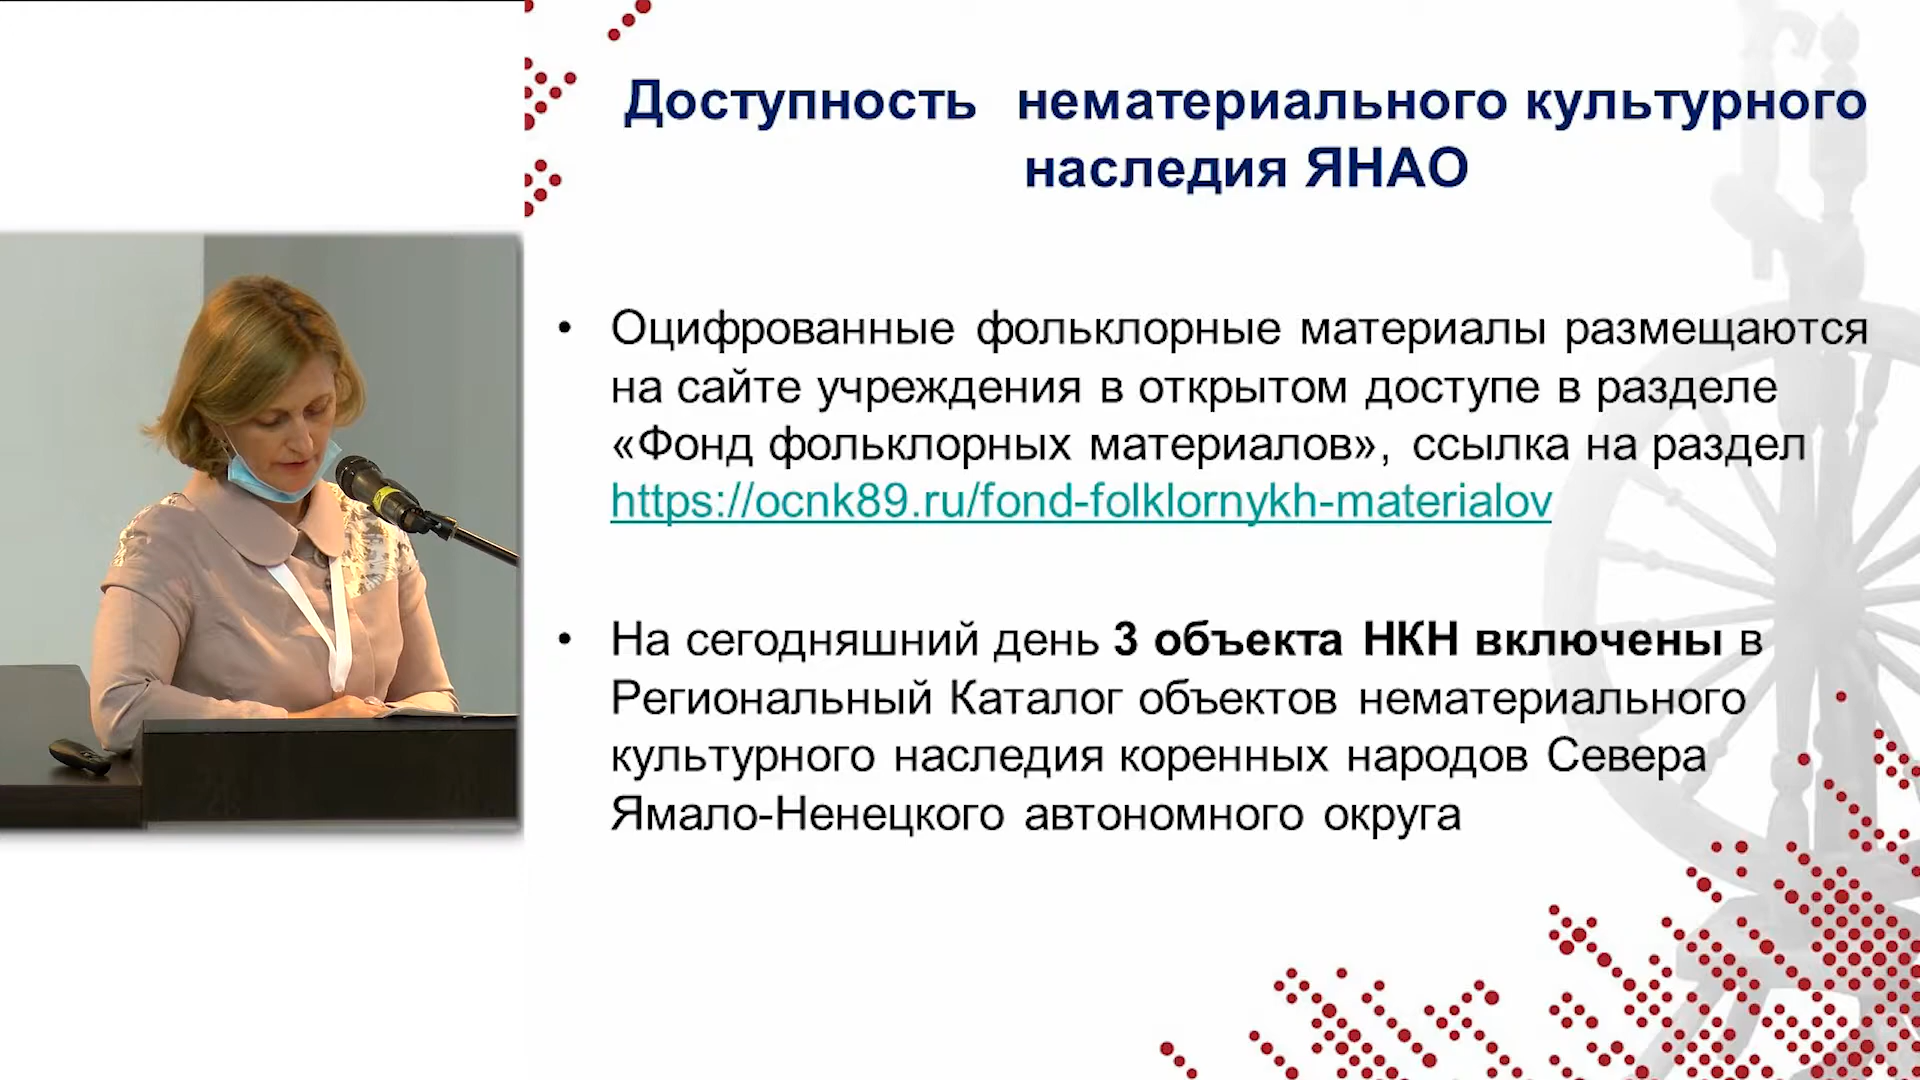 Доступность нематериального культурного
наследия ЯНАО
• Оцифрованные фольклорные материалы размещаются
на сайте учреждения в открытом доступе в разделе
«Фонд фольклорных материалов», ссылка на раздел
https://ocnk89.ru/fond-folklornykh-materialov
• На сегодняшний день 3 объекта НКН включены в
Региональный Каталог объектов нематериального
культурного наследия коренных народов Севера
Ямало-Ненецкого автономного округа